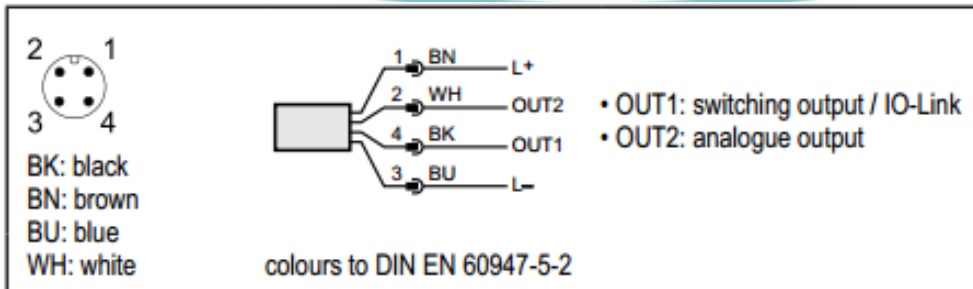 2 1
3 4
BK: black
BN: brown
BU: blue
WH: white
1 BN L+
2 WH OUT2
4 BK OUT1
3 BU L–
colours to DIN EN 60947-5-2
• OUT1: switching output / IO-Link
• OUT2: analogue output